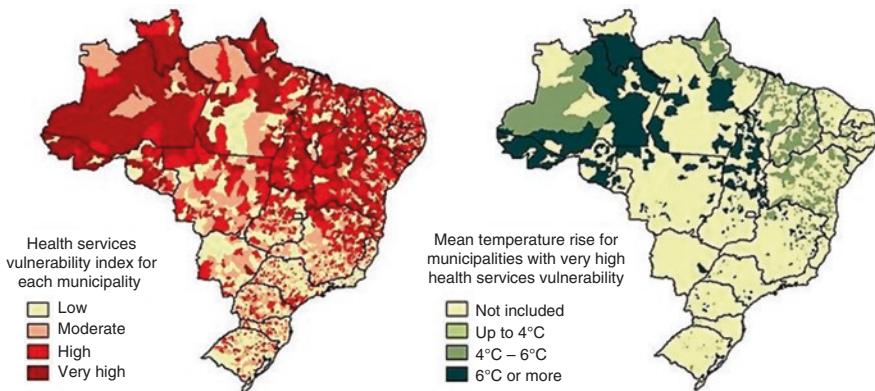 Health services
vulnerability index for
each municipality
Low
Moderate
High
Very high
Mean temperature rise for
municipalities with very high
health services vulnerability
Not included
Up to 4°C
4°C – 6°C
6°C or more